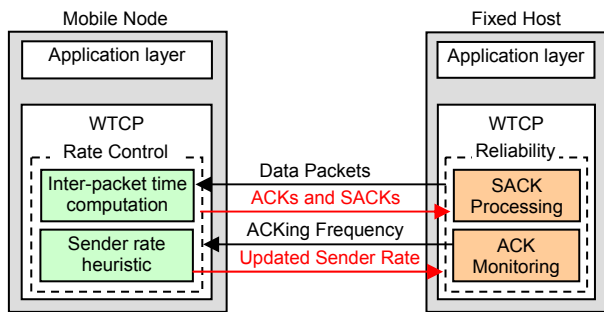 Mobile Node
Fixed Host
Application layer
Application layer
WTCP
WTCP
Rate Control
Data Packets
Reliability
Inter-packet time
computation
ACKs and SACKs
SACK
Processing
ACKing Frequency
Sender rate
heuristic
Updated Sender Rate
ACK
Monitoring